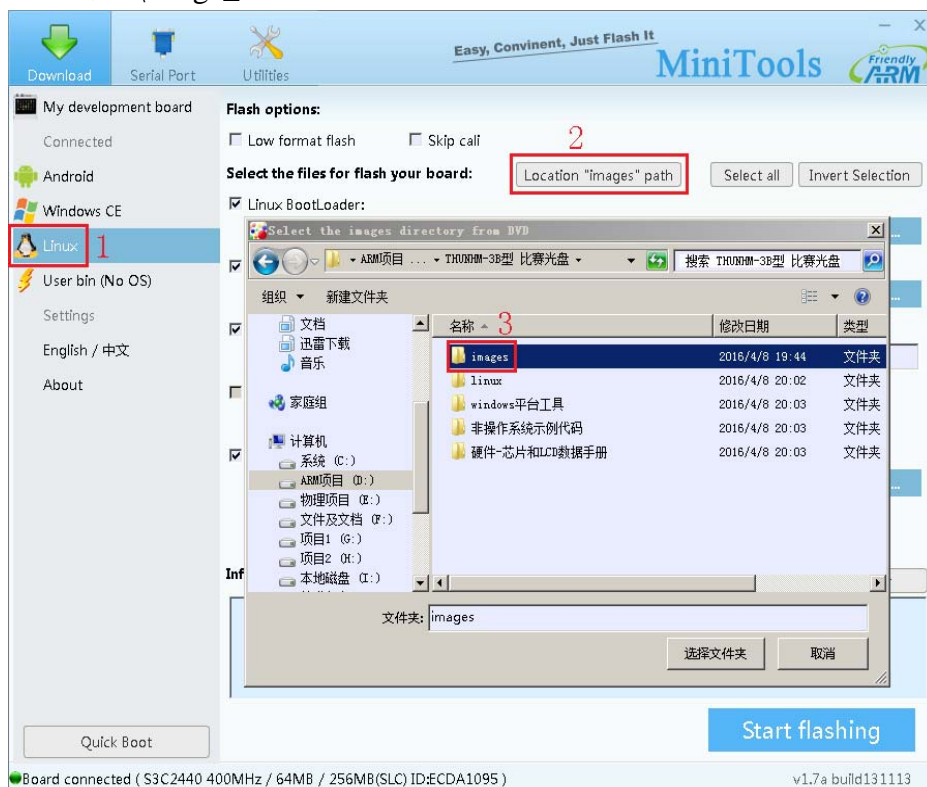 Easy, Convinent, Just Flash It
MiniTools
Friendly
ARM
Download
Serial Port
Utilities
My development board
Connected
Android
Windows CE
Linux
1
User bin (No OS)
Settings
English / 中文
About
Quick Boot
Flash options:
Low format flash
Skip cali
2
Select the files for flash your board:
Location "images" path
Select all
Invert Selection
Linux BootLoader:
Select the images directory from DVD
ARM项目 ...
THUNHM-3B型 比赛光盘
搜索 THUNHM-3B型 比赛光盘
组织
新建文件夹
文档
迅雷下载
音乐
家庭组
计算机
系统 (C:)
ARM项目 (D:)
物理项目 (E:)
文件及文档 (F:)
项目1 (G:)
项目2 (H:)
本地磁盘 (I:)
名称
3
修改日期
类型
images 2016/4/8 19:44 文件夹
linux 2016/4/8 20:02 文件夹
windows平台工具 2016/4/8 20:03 文件夹
非操作系统示例代码 2016/4/8 20:03 文件夹
硬件-芯片和LCD数据手册 2016/4/8 20:03 文件夹
Inf
文件夹: images
选择文件夹
取消
Start flashing
Board connected ( S3C2440 400MHz / 64MB / 256MB(SLC) ID:ECDA1095 )
v1.7a build131113